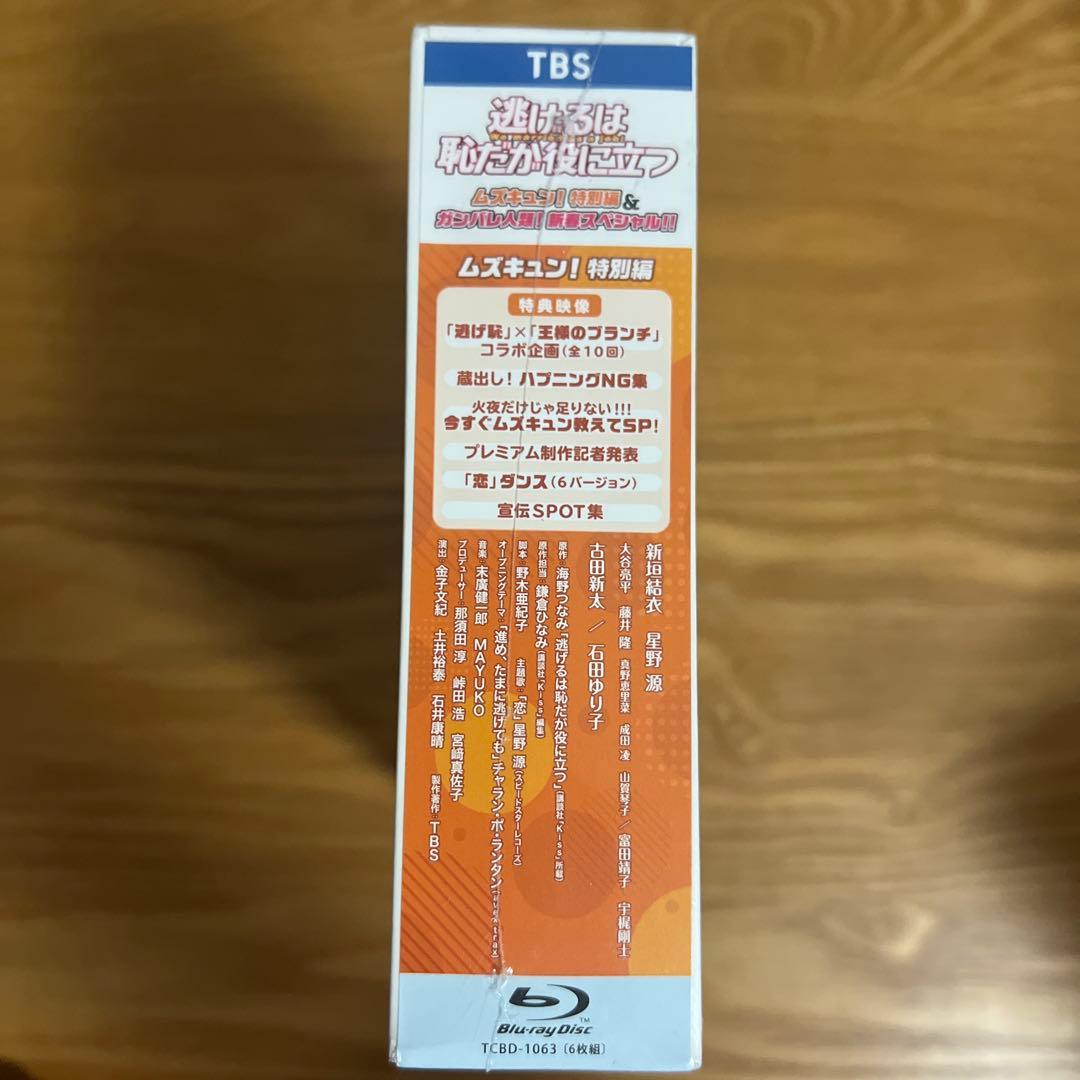 TBS
逃げるは
We married as a job!
恥だが役に立つ
ムズキュン!特別編&
ガンバレ人類!新春スペシャル!!
ムズキュン!特別編
特典映像
「逃げ恥」×「王様のブランチ」
コラボ企画(全10回)
蔵出し!ハプニングNG集
火夜だけじゃ足りない!!!
今すぐムズキュン教えてSP!
プレミアム制作記者発表
「恋」ダンス(6バージョン)
宣伝SPOT集
新垣結衣 星野 源
大谷亮平 藤井 隆 真野恵里菜 成田 凌 山賀琴子/富田靖子 宇梶剛士
古田新太/石田ゆり子
原作:海野つなみ「逃げるは恥だが役に立つ」(講談社「Kiss」所載)
原作担当:鎌倉ひなみ(講談社「Kiss」編集)
脚本:野木亜紀子 主題歌:「恋」星野 源(スピードスターレコーズ)
オープニングテーマ:「進め、たまに逃げても」チャラン・ポ・ランタン(avex trax)
音楽:末廣健一郎 MAYUKO
プロデューサー:那須田 淳 峠田 浩 宮﨑真佐子
演出:金子文紀 土井裕泰 石井康晴 製作著作:TBS
Blu-ray Disc
TM
TCBD-1063〔6枚組〕